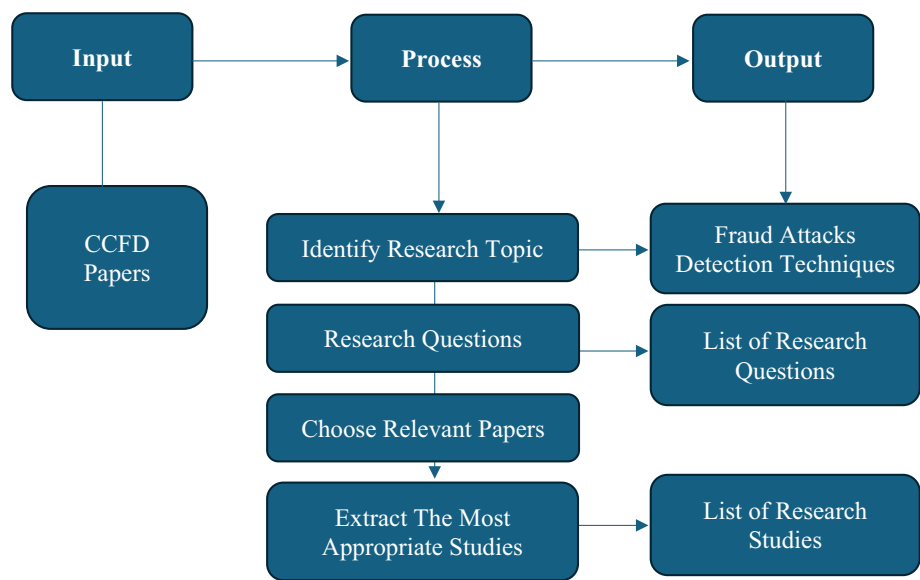 Input
Process
Output
CCFD
Papers
Identify Research Topic
Fraud Attacks
Detection Techniques
Research Questions
List of Research
Questions
Choose Relevant Papers
Extract The Most
Appropriate Studies
List of Research
Studies